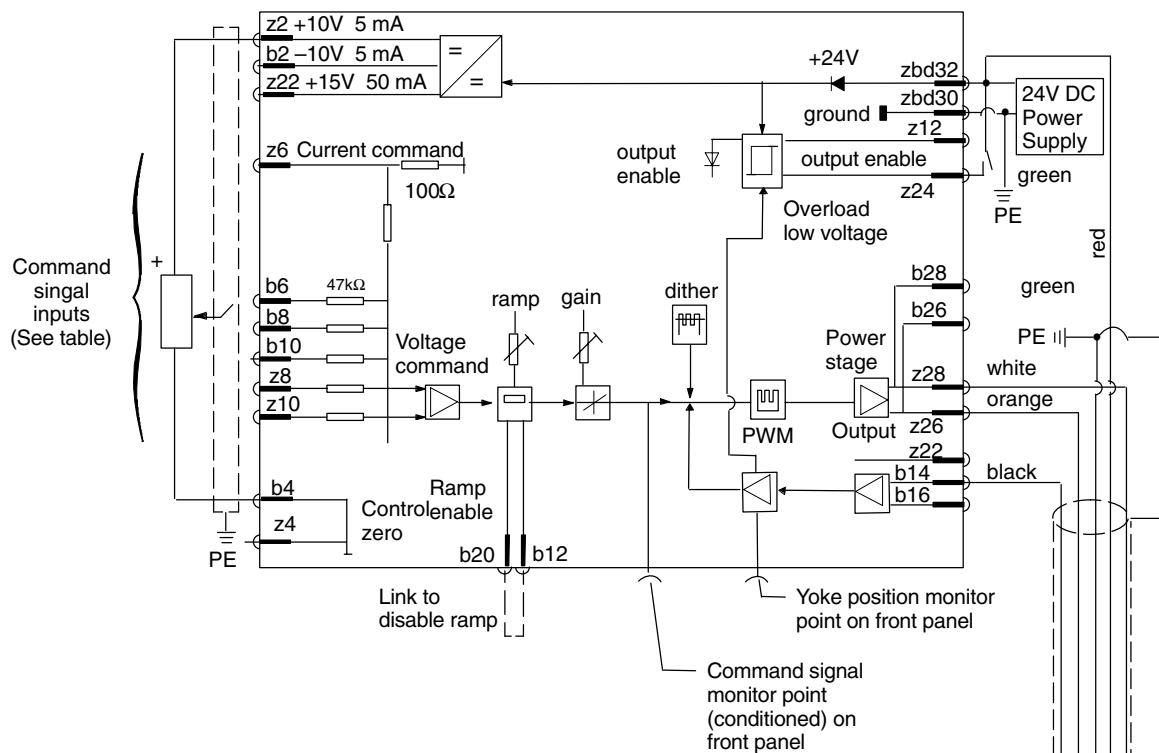 z2 +10V 5 mA
b2 –10V 5 mA
z22 +15V 50 mA
=
=
+24V
zbd32
zbd30
ground
z12
24V DC
Power
Supply
z6 Current command
100Ω
output
enable
output enable
z24
green
PE
Overload
low voltage
red
Command
singal
inputs
(See table)
+
b6
47kΩ
b8
b10
z8
z10
Voltage
command
ramp
gain
dither
PWM
Power
stage
Output
b28
b26
green
PE
z28
white
orange
z26
z22
b14
black
b16
b4
z4
PE
Control
zero
Ramp
enable
b20
b12
Link to
disable ramp
Yoke position monitor
point on front panel
Command signal
monitor point
(conditioned) on
front panel